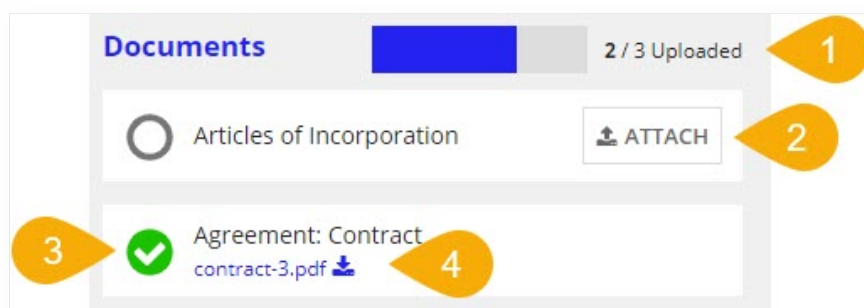 Documents 2 / 3 Uploaded 1
Articles of Incorporation ATTACH 2
3 Agreement: Contract
contract-3.pdf 4